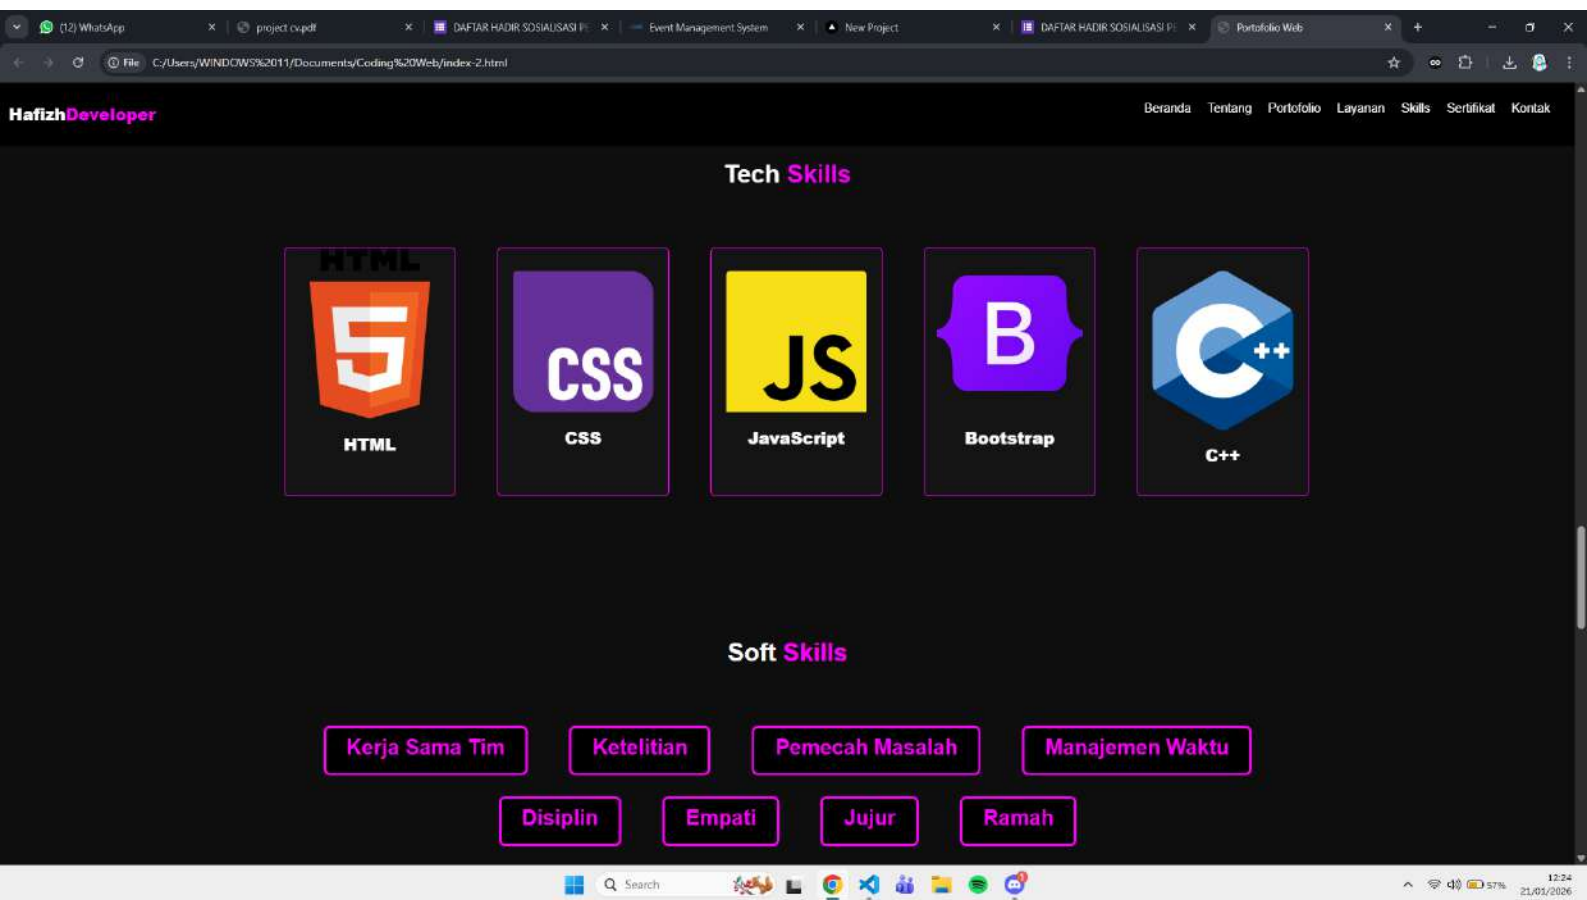 (12) WhatsApp
project cv.pdf
DAFTAR HADIR SOSIALISASI PE
Event Management System
New Project
DAFTAR HADIR SOSIALISASI PE
Portofolio Web
File C:/Users/WINDOWS%2011/Documents/Coding%20Web/index-2.html
HafizhDeveloper
Beranda Tentang Portofolio Layanan Skills Sertifikat Kontak
Tech Skills
HTML
5
CSS
JS
B
C++
HTML
CSS
JavaScript
Bootstrap
C++
Soft Skills
Kerja Sama Tim
Ketelitian
Pemecah Masalah
Manajemen Waktu
Disiplin
Empati
Jujur
Ramah
Search
57%
12:24
21/01/2026